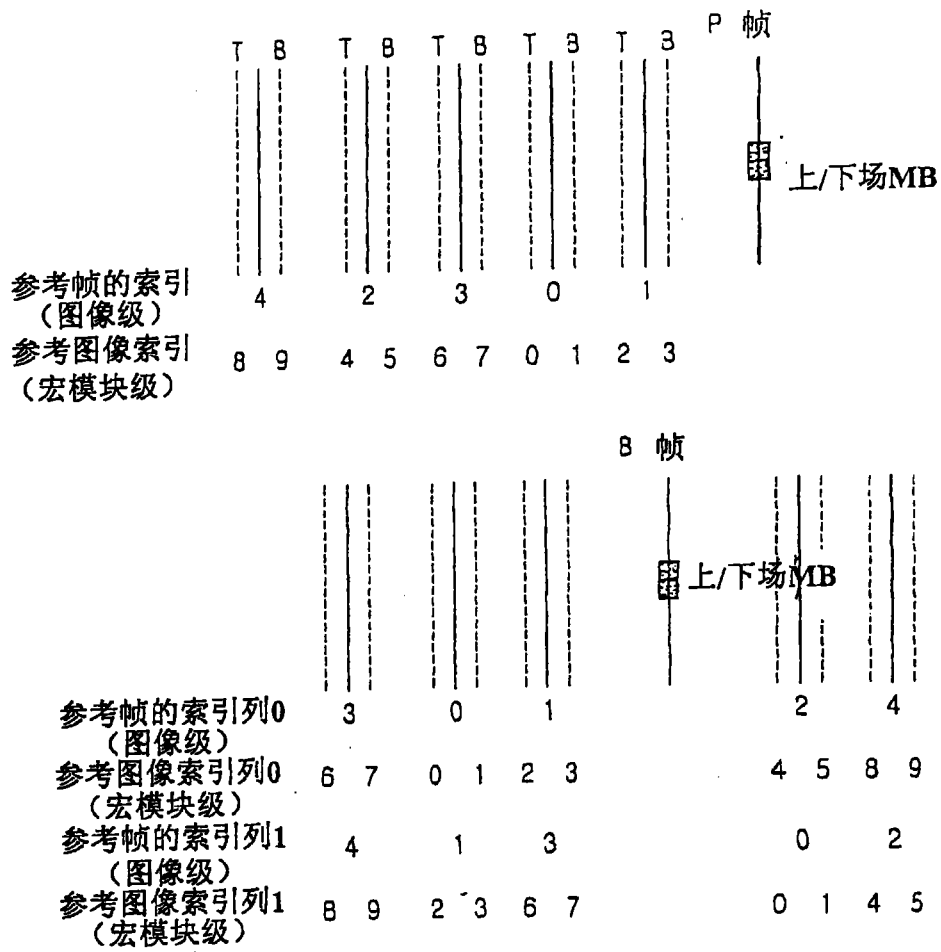 P 帧
T B T B T B T B T B
上/下场MB
参考帧的索引 4 2 3 0 1
（图像级）
参考图像索引 8 9 4 5 6 7 0 1 2 3
（宏模块级）
B 帧
上/下场MB
参考帧的索引列0 3 0 1 2 4
（图像级）
参考图像索引列0 6 7 0 1 2 3 4 5 8 9
（宏模块级）
参考帧的索引列1 4 1 3 0 2
（图像级）
参考图像索引列1 8 9 2 3 6 7 0 1 4 5
（宏模块级）